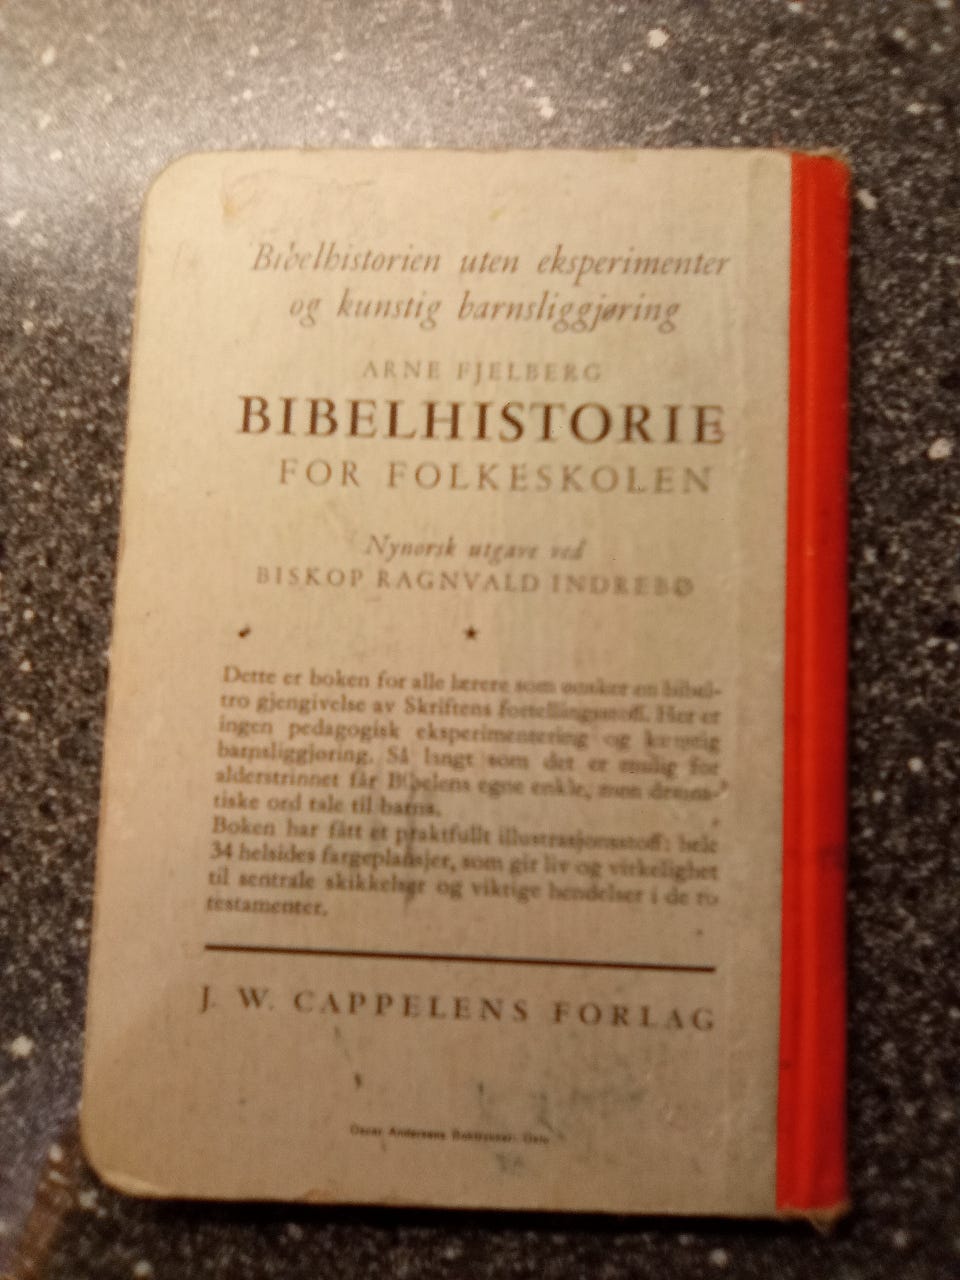 Bibelhistorien uten eksperimenter
og kunstig barnsliggjøring
ARNE FJELBERG
BIBELHISTORIE
FOR FOLKESKOLEN
Nynorsk utgave ved
BISKOP RAGNVALD INDREBØ
★
Dette er boken for alle lærere som ønsker en bibel-
tro gjengivelse av Skriftens fortellingsstoff. Her er
ingen pedagogisk eksperimentering og kunstig
barnsliggjøring. Så langt som det er mulig for
alderstrinnet får Bibelens egne enkle, men drama-
tiske ord tale til barna.
Boken har fått et praktfullt illustrasjonsstoff: hele
34 helsides fargeplansjer, som gir liv og virkelighet
til sentrale skikkelser og viktige hendelser i de to
testamenter.
J. W. CAPPELENS FORLAG
Oscar Andersens Boktrykkeri Oslo